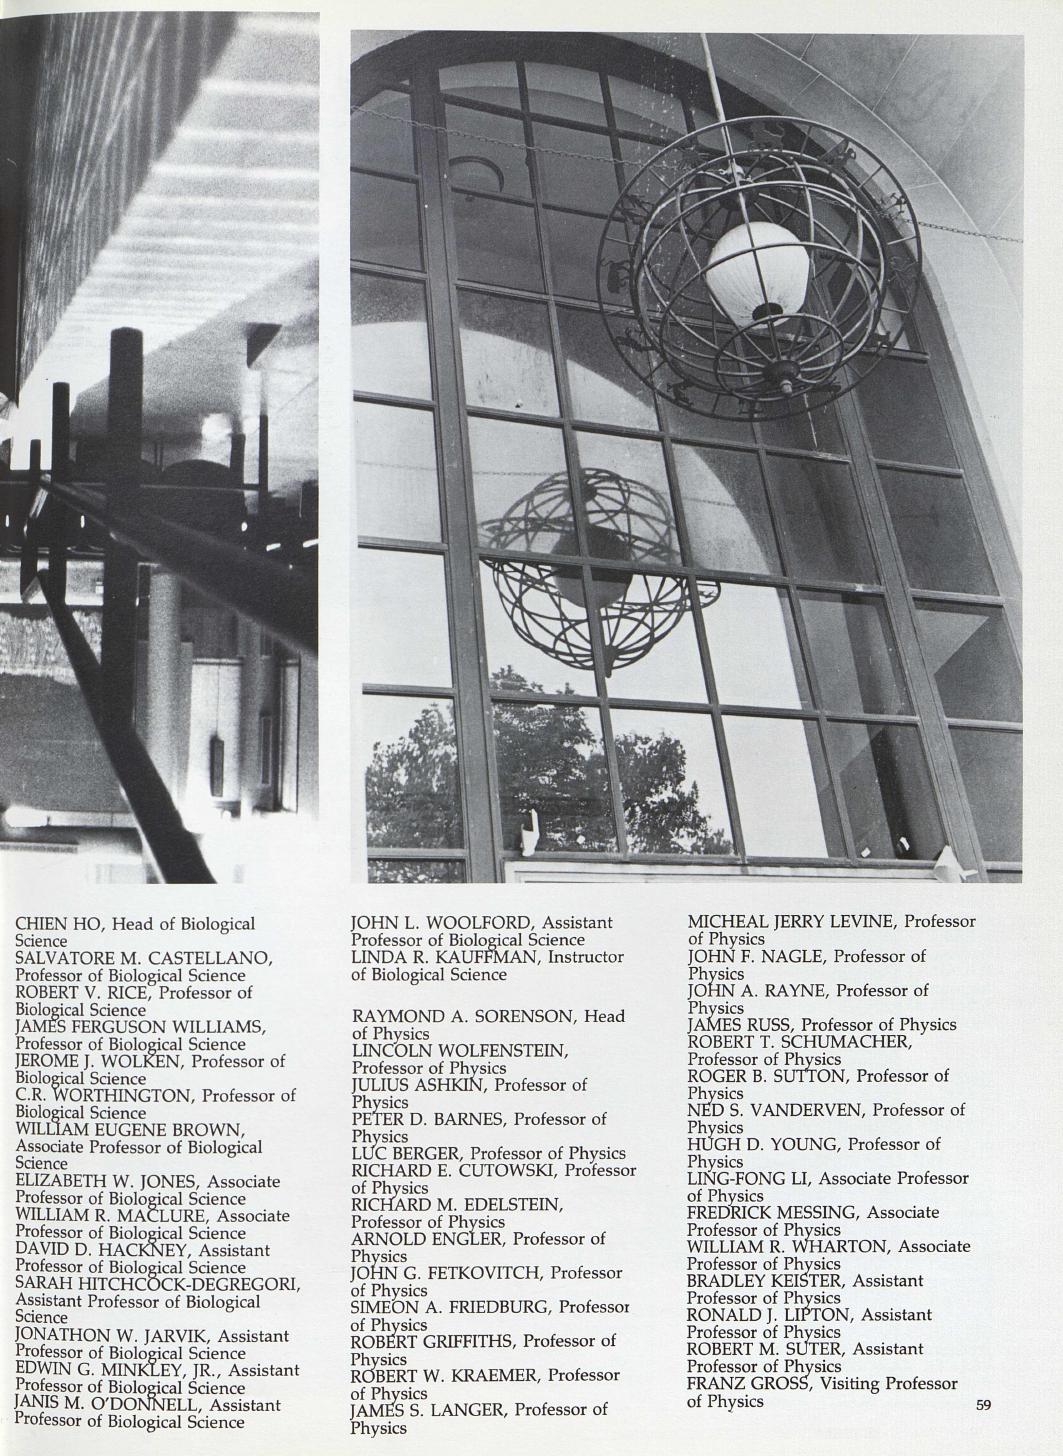 CHIEN HO, Head of Biological
Science
SALVATORE M. CASTELLANO,
Professor of Biological Science
ROBERT V. RICE, Professor of
Biological Science
JAMES FERGUSON WILLIAMS,
Professor of Biological Science
JEROME J. WOLKEN, Professor of
Biological Science
C.R. WORTHINGTON, Professor of
Biological Science
WILLIAM EUGENE BROWN,
Associate Professor of Biological
Science
ELIZABETH W. JONES, Associate
Professor of Biological Science
WILLIAM R. MACLURE, Associate
Professor of Biological Science
DAVID D. HACKNEY, Assistant
Professor of Biological Science
SARAH HITCHCOCK-DEGREGORI,
Assistant Professor of Biological
Science
JONATHON W. JARVIK, Assistant
Professor of Biological Science
EDWIN G. MINKLEY, JR., Assistant
Professor of Biological Science
JANIS M. O'DONNELL, Assistant
Professor of Biological Science
JOHN L. WOOLFORD, Assistant
Professor of Biological Science
LINDA R. KAUFFMAN, Instructor
of Biological Science
RAYMOND A. SORENSON, Head
of Physics
LINCOLN WOLFENSTEIN,
Professor of Physics
JULIUS ASHKIN, Professor of
Physics
PETER D. BARNES, Professor of
Physics
LUC BERGER, Professor of Physics
RICHARD E. CUTOWSKI, Professor
of Physics
RICHARD M. EDELSTEIN,
Professor of Physics
ARNOLD ENGLER, Professor of
Physics
JOHN G. FETKOVITCH, Professor
of Physics
SIMEON A. FRIEDBURG, Professor
of Physics
ROBERT GRIFFITHS, Professor of
Physics
ROBERT W. KRAEMER, Professor
of Physics
JAMES S. LANGER, Professor of
Physics
MICHEAL JERRY LEVINE, Professor
of Physics
JOHN F. NAGLE, Professor of
Physics
JOHN A. RAYNE, Professor of
Physics
JAMES RUSS, Professor of Physics
ROBERT T. SCHUMACHER,
Professor of Physics
ROGER B. SUTTON, Professor of
Physics
NED S. VANDERVEN, Professor of
Physics
HUGH D. YOUNG, Professor of
Physics
LING-FONG LI, Associate Professor
of Physics
FREDRICK MESSING, Associate
Professor of Physics
WILLIAM R. WHARTON, Associate
Professor of Physics
BRADLEY KEISTER, Assistant
Professor of Physics
RONALD J. LIPTON, Assistant
Professor of Physics
ROBERT M. SUTER, Assistant
Professor of Physics
FRANZ GROSS, Visiting Professor
of Physics
59